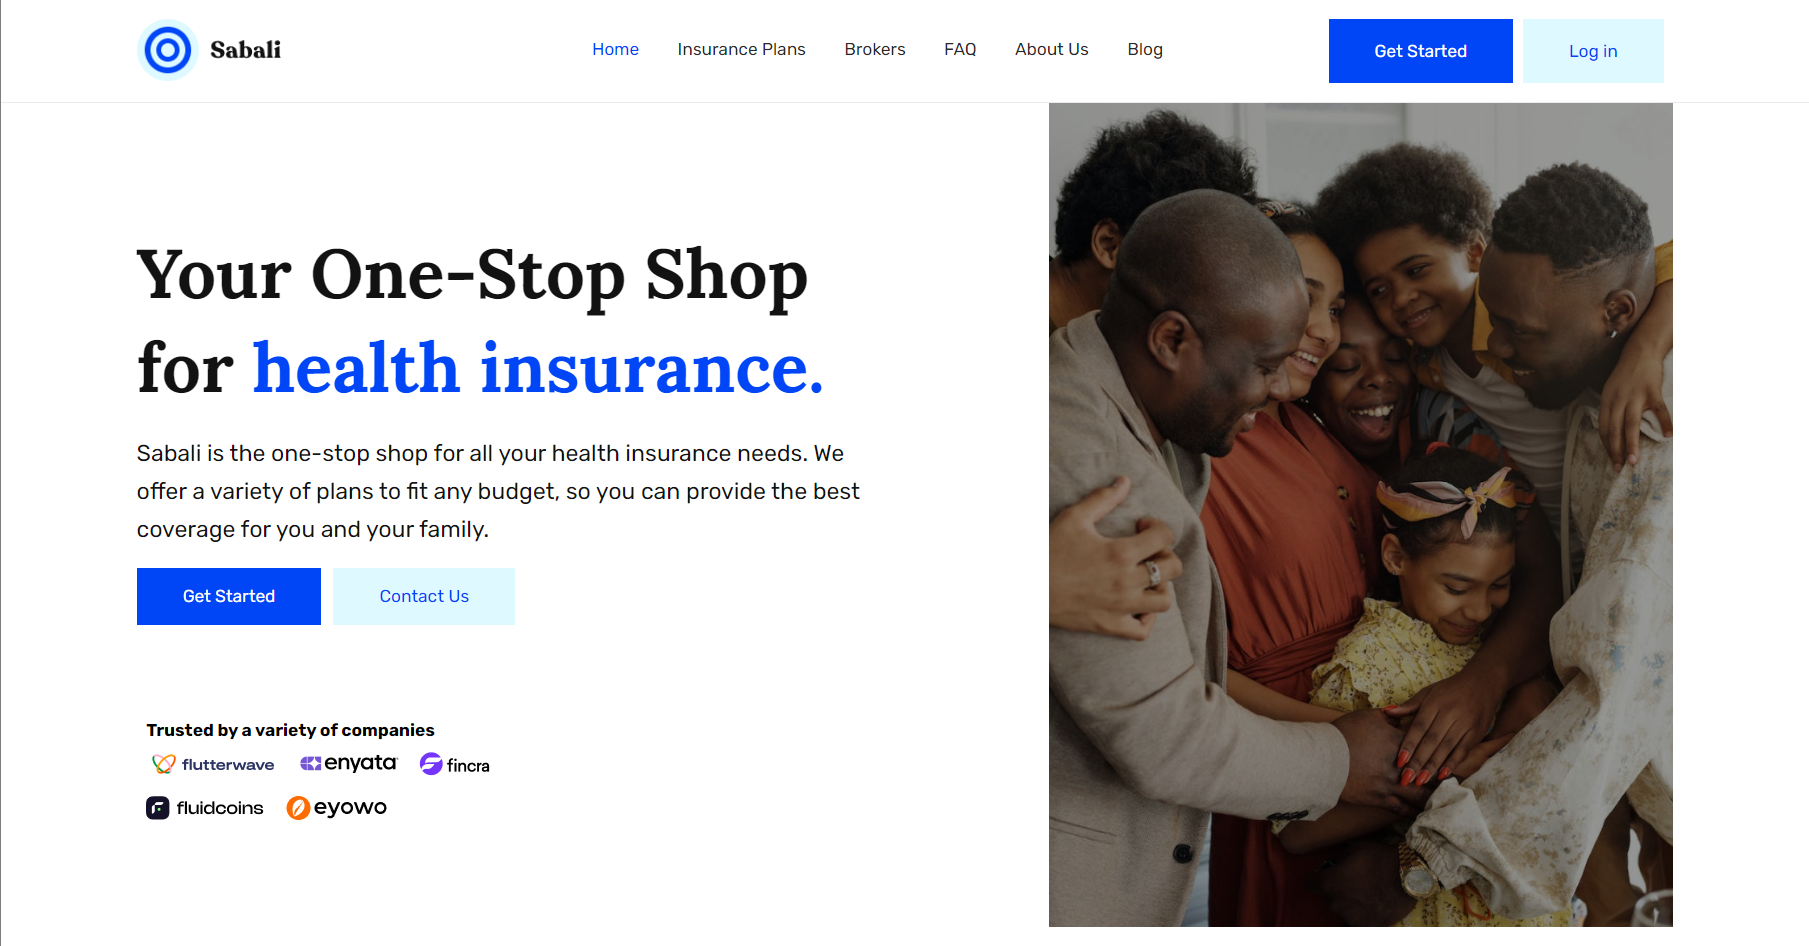 Sabali
Home
Insurance Plans
Brokers
FAQ
About Us
Blog
Get Started
Log in
Your One-Stop Shop
for health insurance.
Sabali is the one-stop shop for all your health insurance needs. We
offer a variety of plans to fit any budget, so you can provide the best
coverage for you and your family.
Get Started
Contact Us
Trusted by a variety of companies
flutterwave
enyata
fincra
fluidcoins
eyowo